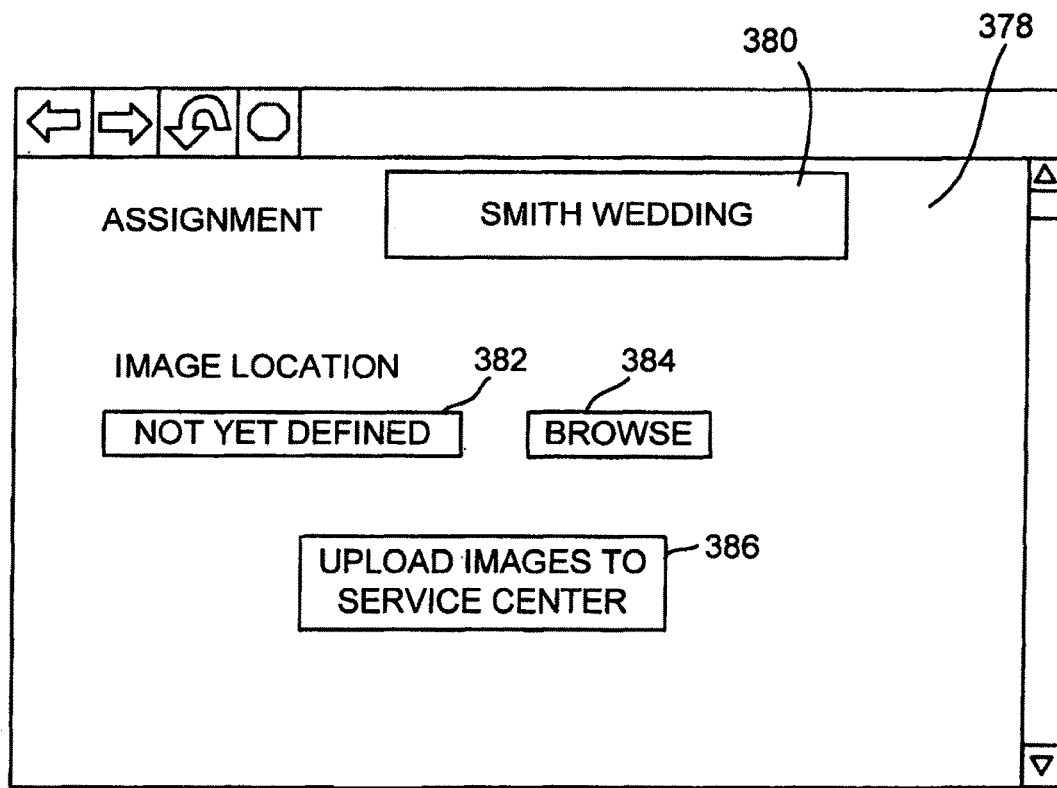 380
378
ASSIGNMENT
SMITH WEDDING
IMAGE LOCATION
382
384
NOT YET DEFINED
BROWSE
UPLOAD IMAGES TO
SERVICE CENTER
386